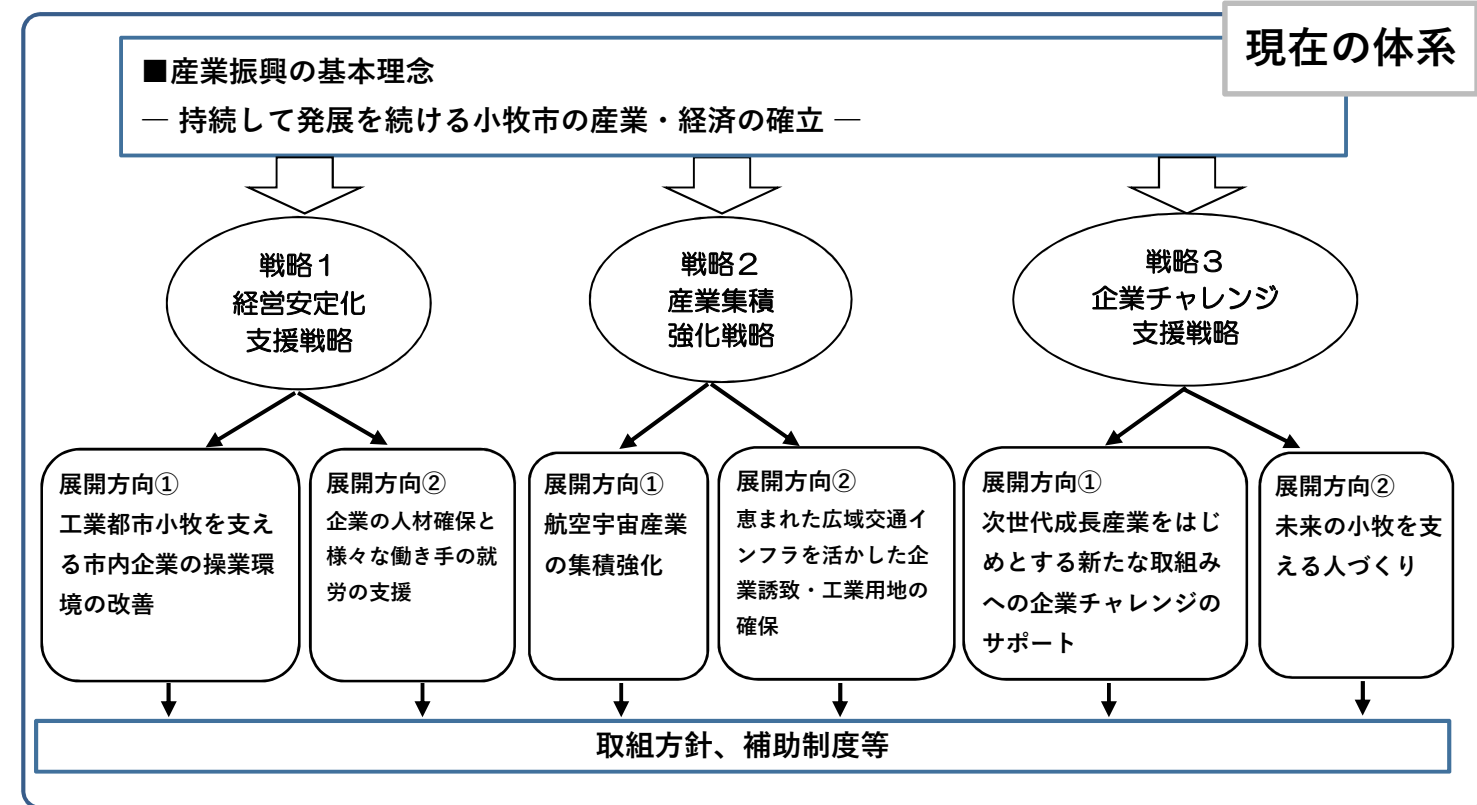 現在の体系
■産業振興の基本理念
― 持続して発展を続ける小牧市の産業・経済の確立 ―
戦略１
経営安定化
支援戦略
戦略２
産業集積
強化戦略
戦略３
企業チャレンジ
支援戦略
展開方向①
工業都市小牧を支え
る市内企業の操業環
境の改善
展開方向②
企業の人材確保と
様々な働き手の就
労の支援
展開方向①
航空宇宙産業
の集積強化
展開方向②
恵まれた広域交通イ
ンフラを活かした企
業誘致・工業用地の
確保
展開方向①
次世代成長産業をはじ
めとする新たな取組み
への企業チャレンジの
サポート
展開方向②
未来の小牧を支
える人づくり
取組方針、補助制度等